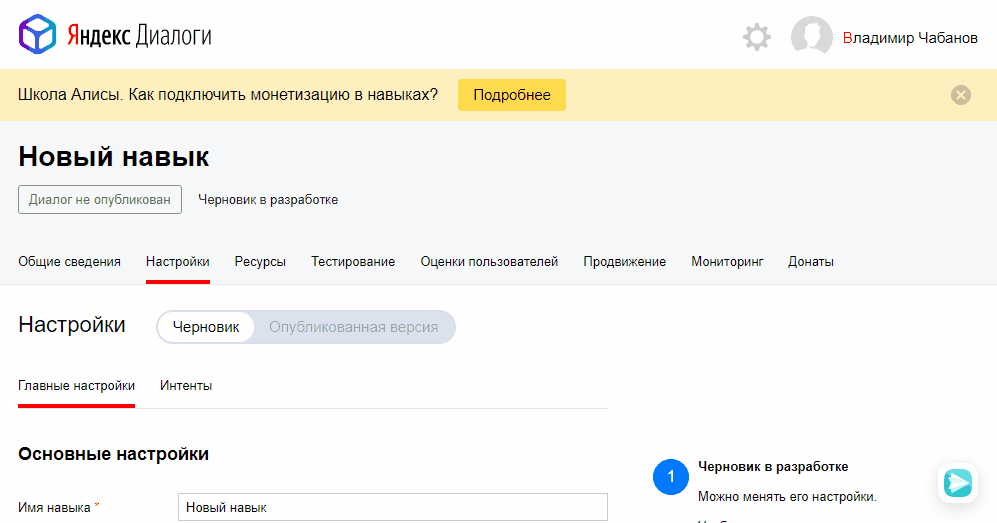 Яндекс Диалоги
Владимир Чабанов
Школа Алисы. Как подключить монетизацию в навыках? Подробнее
Новый навык
Диалог не опубликован Черновик в разработке
Общие сведения Настройки Ресурсы Тестирование Оценки пользователей Продвижение Мониторинг Донаты
Настройки Черновик Опубликованная версия
Главные настройки Интенты
Основные настройки
1 Черновик в разработке
Можно менять его настройки.
Имя навыка * Новый навык